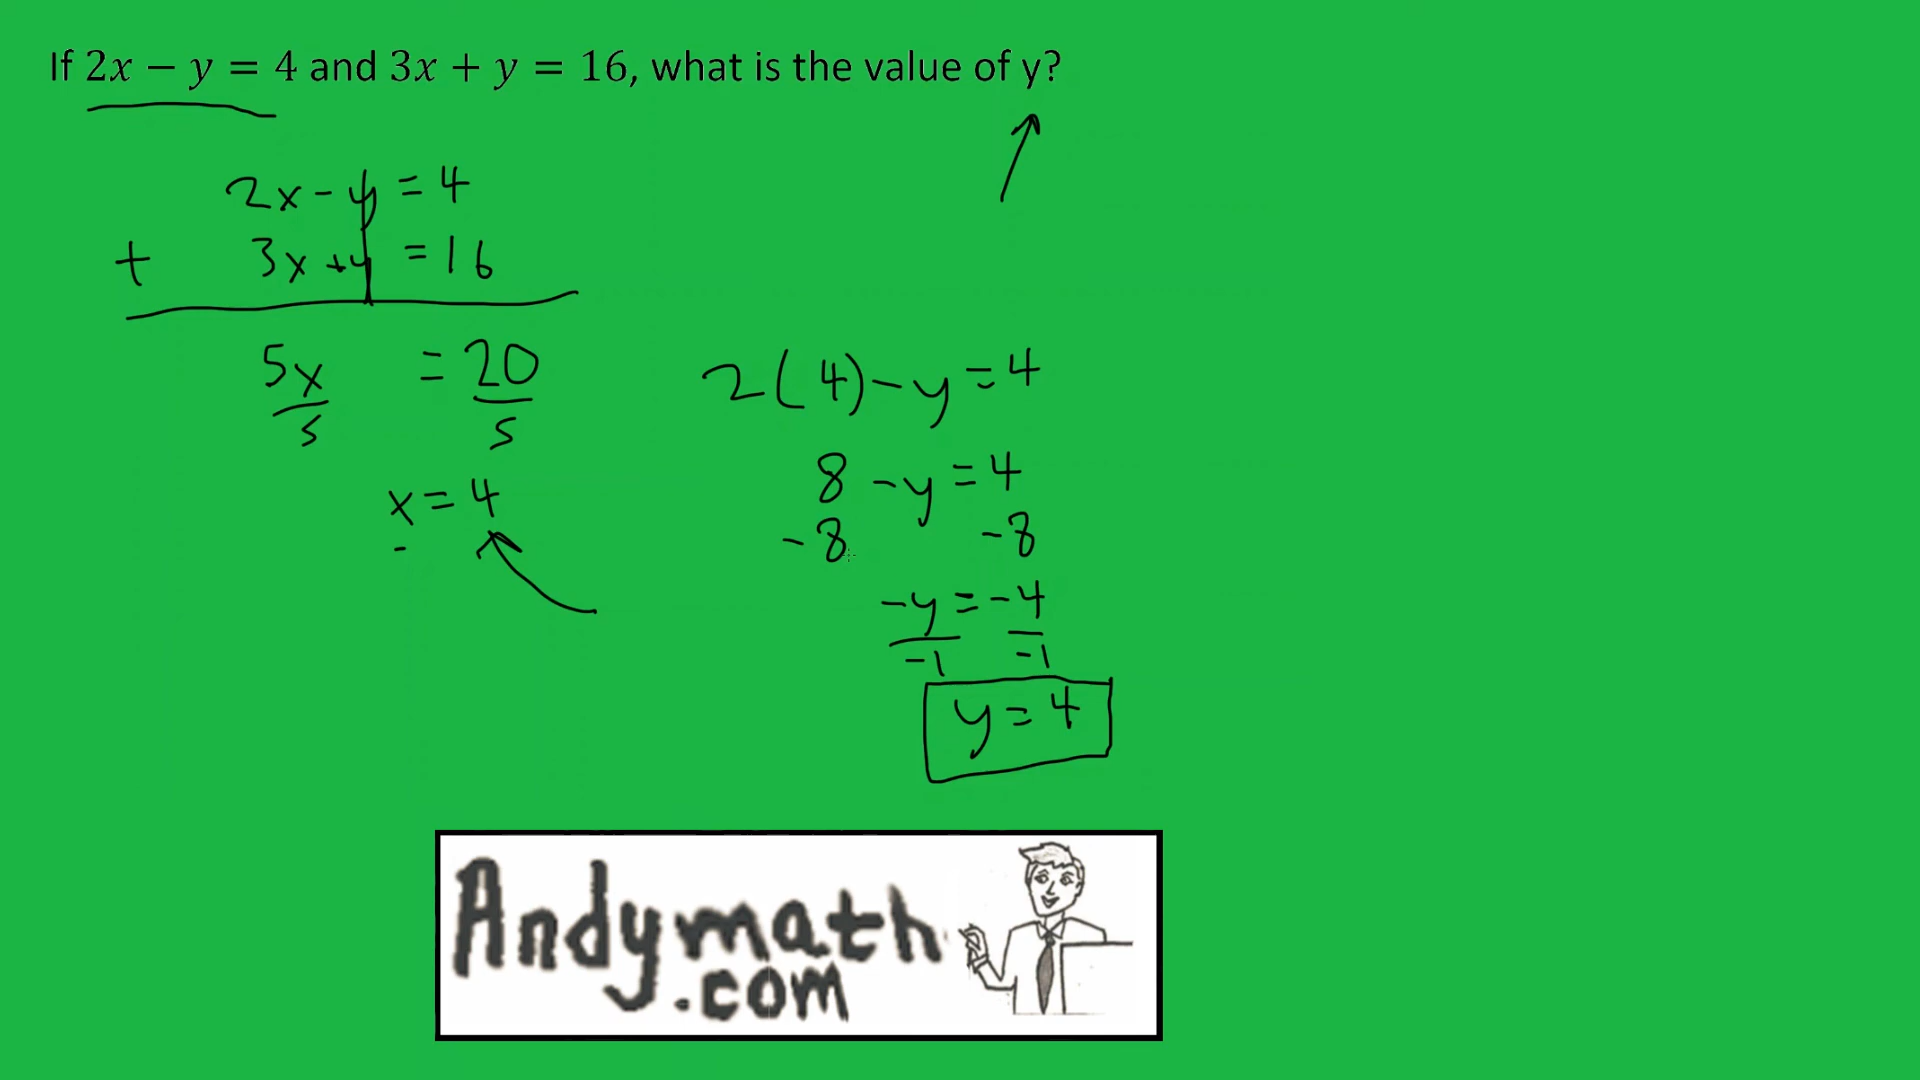 If 2x − y = 4 and 3x + y = 16, what is the value of y?
2x - y = 4
+ 3x + y = 16
5x = 20
5 5
x = 4
-
2(4) - y = 4
8 - y = 4
-8 -8
-y = -4
-1 -1
y = 4
Andymath
.com